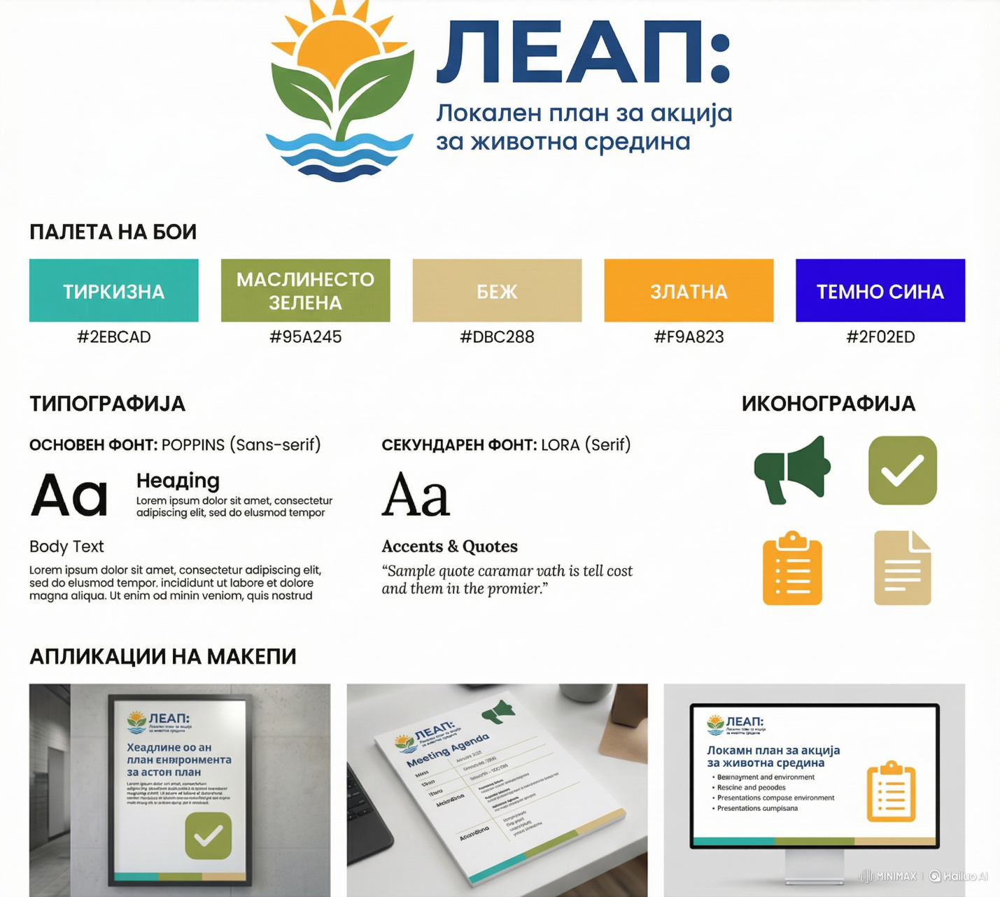 ЛЕАП:
Локален план за акција
за животна средина
ПАЛЕТА НА БОИ
ТИРКИЗНА
МАСЛИНЕСТО
ЗЕЛЕНА
БЕЖ
ЗЛАТНА
ТЕМНО СИНА
#2EBCAD
#95A245
#DBC288
#F9A823
#2F02ED
ТИПОГРАФИЈА
ИКОНОГРАФИЈА
ОСНОВЕН ФОНТ: POPPINS (Sans-serif)
СЕКУНДАРЕН ФОНТ: LORA (Serif)
Aa
Heaдing
Lorem ipsum dolor sit amet, consectetur
adipiscing elit, sed do elusmod tempor
Aa
Body Text
Lorem ipsum dolor sit amet, consectetur adipiscing elit,
sed do elusmod tempor. incididunt ut labore et dolore
magna aliqua. Ut enim od minin veniom, quis nostrud
Accents & Quotes
“Sample quote caramar vath is tell cost
and them in the promier.”
АПЛИКАЦИИ НА МАКЕПИ
ЛЕАП:
Хеадлине оо ан
план
за астон план
ЛЕАП:
Meeting Agenda
ЛЕАП:
Локамн план за акција
за животна средина
• and environment
• Rescine and peoodes
• Presentations compose environment
• Presentations cumpisana
MINIMAX | Hailuo AI